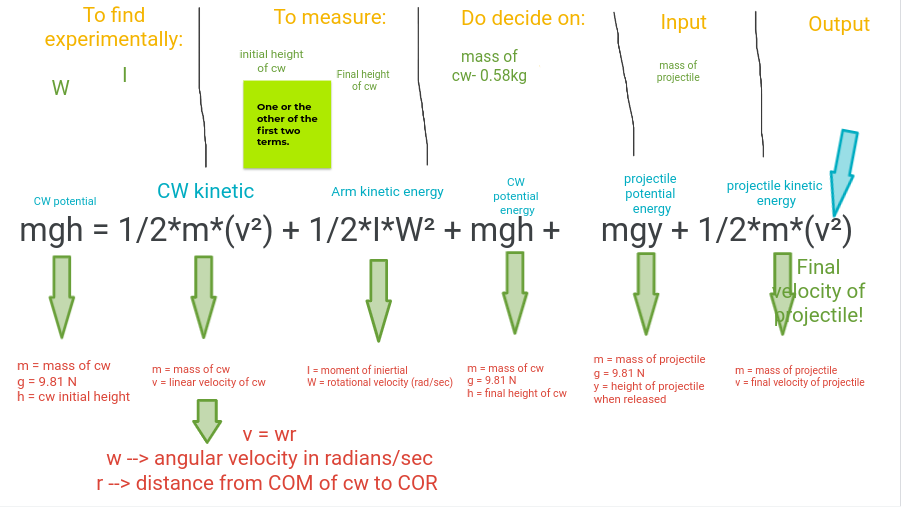 To find
experimentally:
W
I
To measure:
initial height
of cw
Final height
of cw
One or the
other of the
first two
terms.
Do decide on:
mass of
cw- 0.58kg
Input
mass of
projectile
Output
CW potential
CW kinetic
Arm kinetic energy
CW
potential
energy
projectile
potential
energy
projectile kinetic
energy
mgh = 1/2*m*(v²) + 1/2*I*W² + mgh + mgy + 1/2*m*(v²)
Final
velocity of
projectile!
m = mass of cw
g = 9.81 N
h = cw initial height
m = mass of cw
v = linear velocity of cw
I = moment of iniertial
W = rotational velocity (rad/sec)
m = mass of cw
g = 9.81 N
h = final height of cw
m = mass of projectile
g = 9.81 N
y = height of projectile
when released
m = mass of projectile
v = final velocity of projectile
v = wr
w --> angular velocity in radians/sec
r --> distance from COM of cw to COR